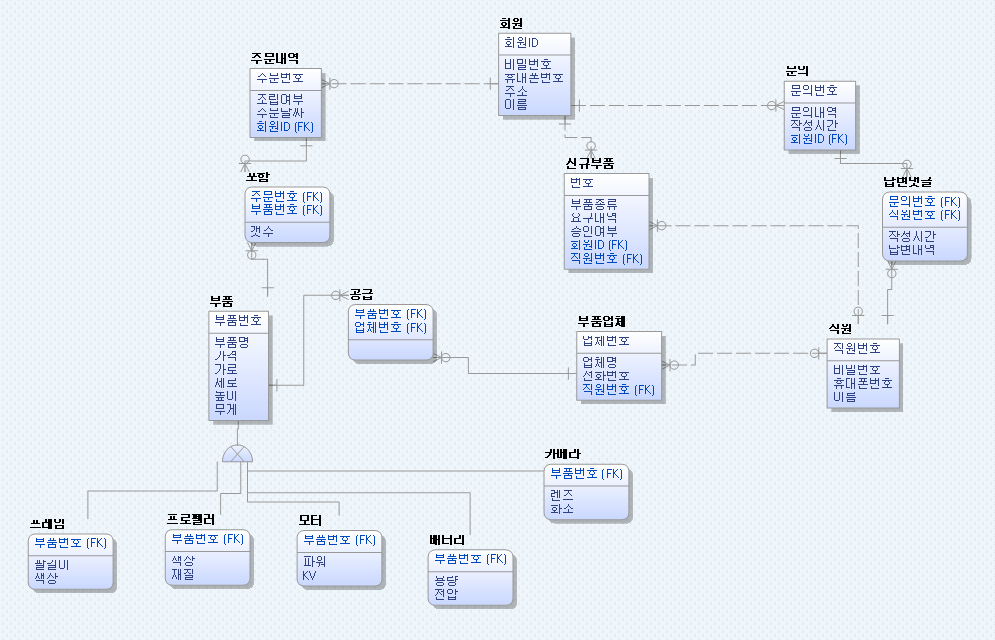 회원
회원ID
비밀번호
휴대폰번호
주소
이름
주문내역
주문번호
조립여부
주문날짜
회원ID (FK)
문의
문의번호
문의내역
작성시간
회원ID (FK)
포함
주문번호 (FK)
부품번호 (FK)
갯수
신규부품
번호
부품종류
요구내역
승인여부
회원ID (FK)
직원번호 (FK)
답변댓글
문의번호 (FK)
직원번호 (FK)
작성시간
답변내역
부품
부품번호
부품명
가격
가로
세로
높이
무게
공급
부품번호 (FK)
업체번호 (FK)
부품업체
업체번호
업체명
전화번호
직원번호 (FK)
직원
직원번호
비밀번호
휴대폰번호
이름
카메라
부품번호 (FK)
렌즈
화소
프레임
부품번호 (FK)
팔길이
색상
프로펠러
부품번호 (FK)
색상
재질
모터
부품번호 (FK)
파워
KV
배터리
부품번호 (FK)
용량
전압